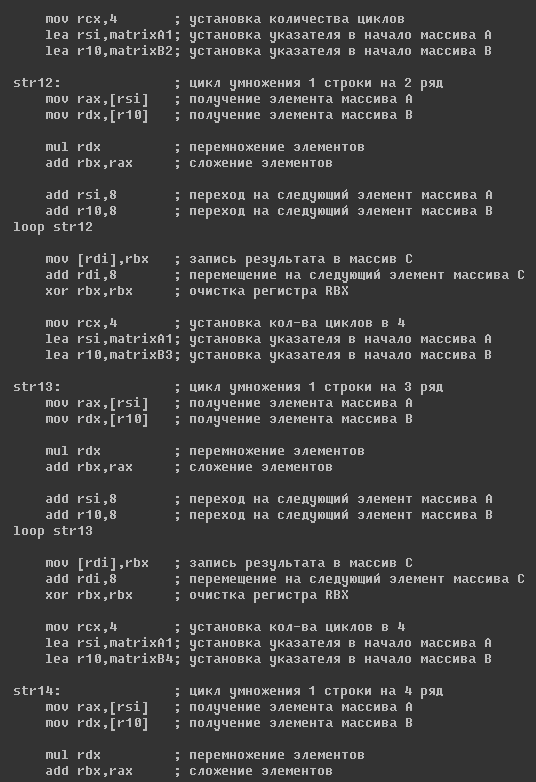 mov rcx,4 ; установка количества циклов
lea rsi,matrixA1; установка указателя в начало массива A
lea r10,matrixB2; установка указателя в начало массива B
str12: ; цикл умножения 1 строки на 2 ряд
mov rax,[rsi] ; получение элемента массива A
mov rdx,[r10] ; получение элемента массива B
mul rdx ; перемножение элементов
add rbx,rax ; сложение элементов
add rsi,8 ; переход на следующий элемент массива A
add r10,8 ; переход на следующий элемент массива B
loop str12
mov [rdi],rbx ; запись результата в массив C
add rdi,8 ; перемещение на следующий элемент массива C
xor rbx,rbx ; очистка регистра RBX
mov rcx,4 ; установка кол-ва циклов в 4
lea rsi,matrixA1; установка указателя в начало массива A
lea r10,matrixB3; установка указателя в начало массива B
str13: ; цикл умножения 1 строки на 3 ряд
mov rax,[rsi] ; получение элемента массива A
mov rdx,[r10] ; получение элемента массива B
mul rdx ; перемножение элементов
add rbx,rax ; сложение элементов
add rsi,8 ; переход на следующий элемент массива A
add r10,8 ; переход на следующий элемент массива B
loop str13
mov [rdi],rbx ; запись результата в массив C
add rdi,8 ; перемещение на следующий элемент массива C
xor rbx,rbx ; очистка регистра RBX
mov rcx,4 ; установка кол-ва циклов в 4
lea rsi,matrixA1; установка указателя в начало массива A
lea r10,matrixB4; установка указателя в начало массива B
str14: ; цикл умножения 1 строки на 4 ряд
mov rax,[rsi] ; получение элемента массива A
mov rdx,[r10] ; получение элемента массива B
mul rdx ; перемножение элементов
add rbx,rax ; сложение элементов